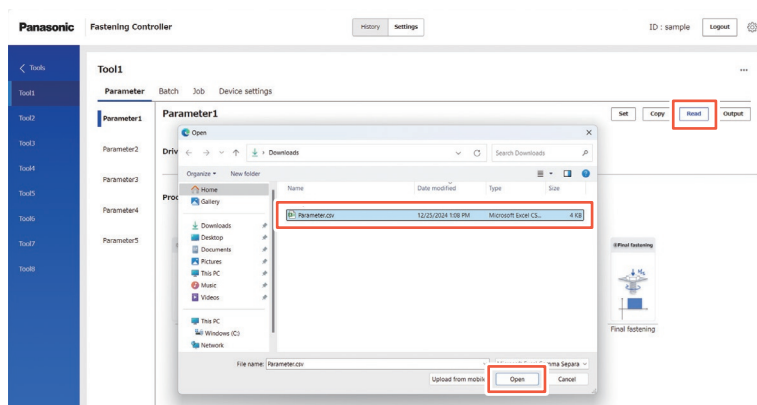 Panasonic Fastening Controller History Settings ID : sample Logout
Tools
Tool1
Tool2
Tool3
Tool4
Tool5
Tool6
Tool7
Tool8
Tool1
...
Parameter Batch Job Device settings
Parameter1
Parameter2
Parameter3
Parameter4
Parameter5
Parameter1
Set Copy Read Output
Driv
Proc
Open
Downloads
Search Downloads
Organize New folder
Home
Gallery
Downloads
Desktop
Documents
Pictures
This PC
Music
Videos
This PC
Windows (C:)
Network
Name Date modified Type Size
Parameter.csv 12/25/2024 1:08 PM Microsoft Excel CS... 4 KB
File name: Parameter.csv
Upload from mobile Open Cancel
Final fastening
Final fastening